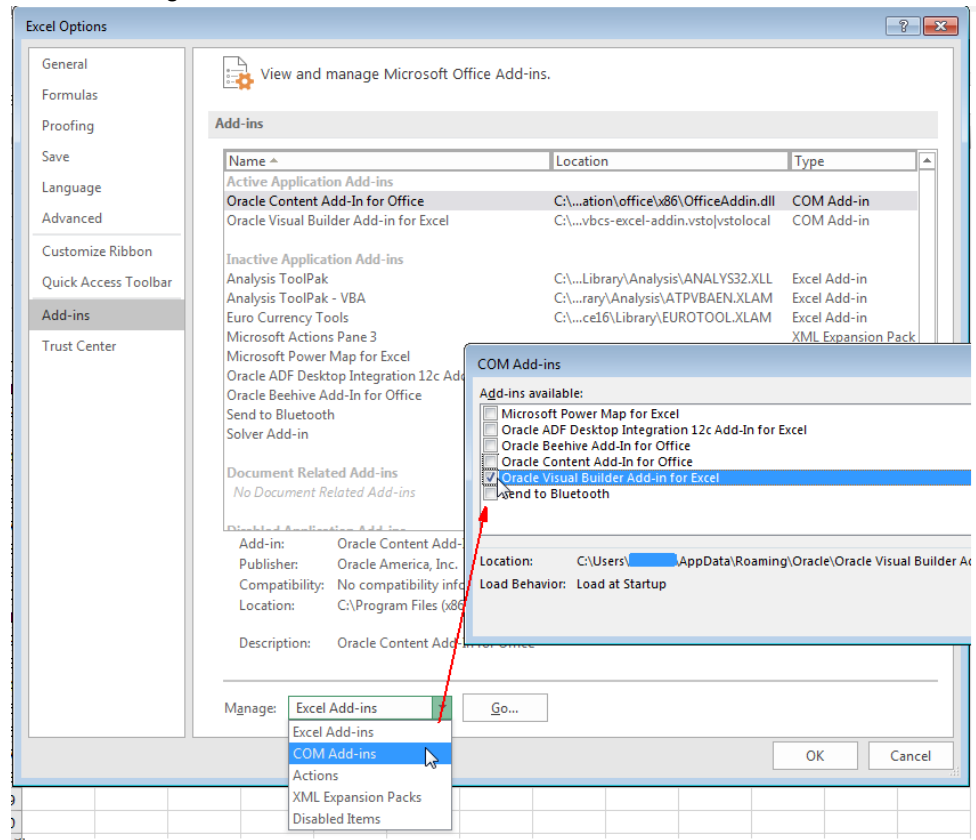 Excel Options
General
Formulas
Proofing
Save
Language
Advanced
Customize Ribbon
Quick Access Toolbar
Add-ins
Trust Center
View and manage Microsoft Office Add-ins.
Add-ins
Name Location Type
Active Application Add-ins
Oracle Content Add-In for Office C:\...ation\office\x86\OfficeAddin.dll COM Add-in
Oracle Visual Builder Add-in for Excel C:\...vbcs-excel-addin.vsto|vstolocal COM Add-in
Inactive Application Add-ins
Analysis ToolPak C:\...Library\Analysis\ANALYS32.XLL Excel Add-in
Analysis ToolPak - VBA C:\...rary\Analysis\ATPVBAEN.XLAM Excel Add-in
Euro Currency Tools C:\...ce16\Library\EUROTOOL.XLAM Excel Add-in
Microsoft Actions Pane 3 XML Expansion Pack
Microsoft Power Map for Excel
Oracle ADF Desktop Integration 12c Add
Oracle Beehive Add-In for Office
Send to Bluetooth
Solver Add-in
Document Related Add-ins
No Document Related Add-ins
Disabled Application Add-ins
Add-in: Oracle Content Add-
Publisher: Oracle America, Inc.
Compatibility: No compatibility info
Location: C:\Program Files (x86
Description: Oracle Content Add-In for Office
Manage: Excel Add-ins Go...
Excel Add-ins
COM Add-ins
Actions
XML Expansion Packs
Disabled Items
OK Cancel
COM Add-ins
Add-ins available:
Microsoft Power Map for Excel
Oracle ADF Desktop Integration 12c Add-In for Excel
Oracle Beehive Add-In for Office
Oracle Content Add-In for Office
Oracle Visual Builder Add-in for Excel
Send to Bluetooth
Location: C:\Users\ \AppData\Roaming\Oracle\Oracle Visual Builder Ad
Load Behavior: Load at Startup